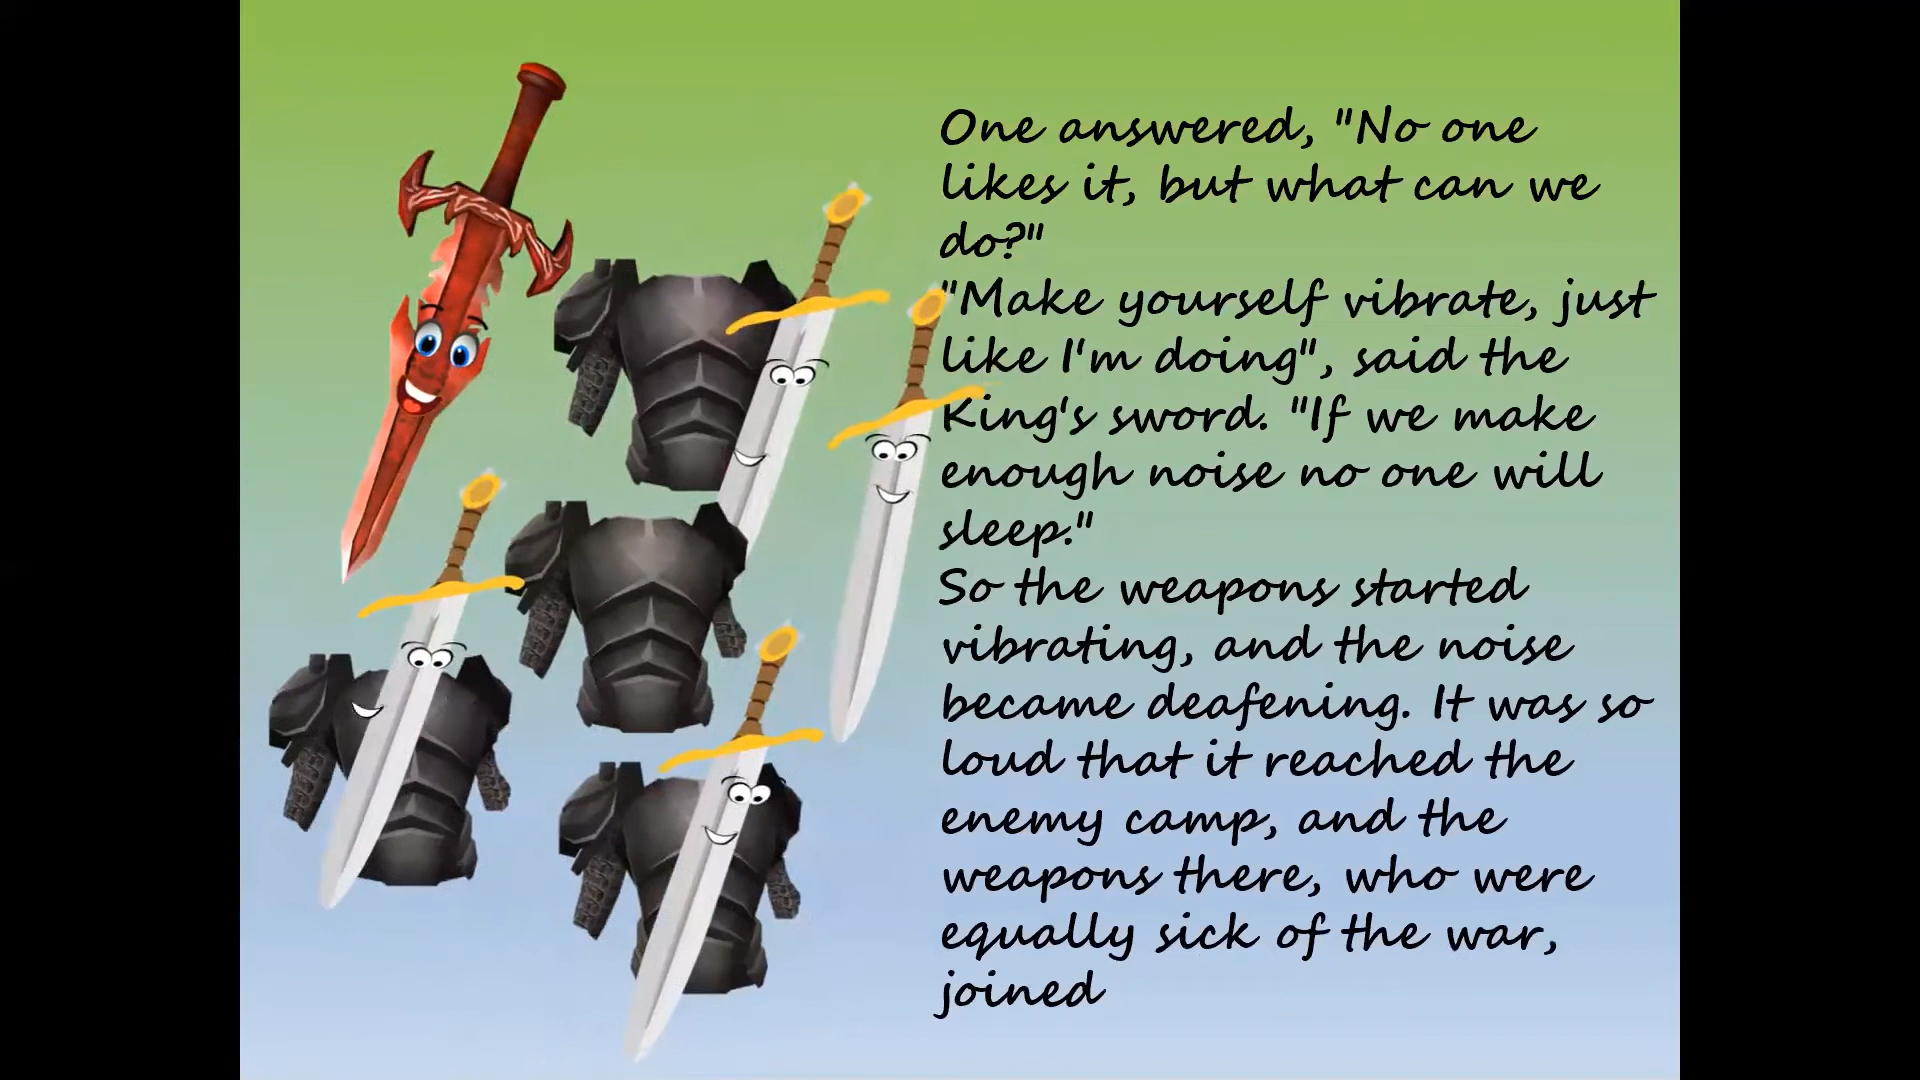 One answered, "No one
likes it, but what can we
do?"
"Make yourself vibrate, just
like I'm doing", said the
King's sword. "If we make
enough noise no one will
sleep."
So the weapons started
vibrating, and the noise
became deafening. It was so
loud that it reached the
enemy camp, and the
weapons there, who were
equally sick of the war,
joined